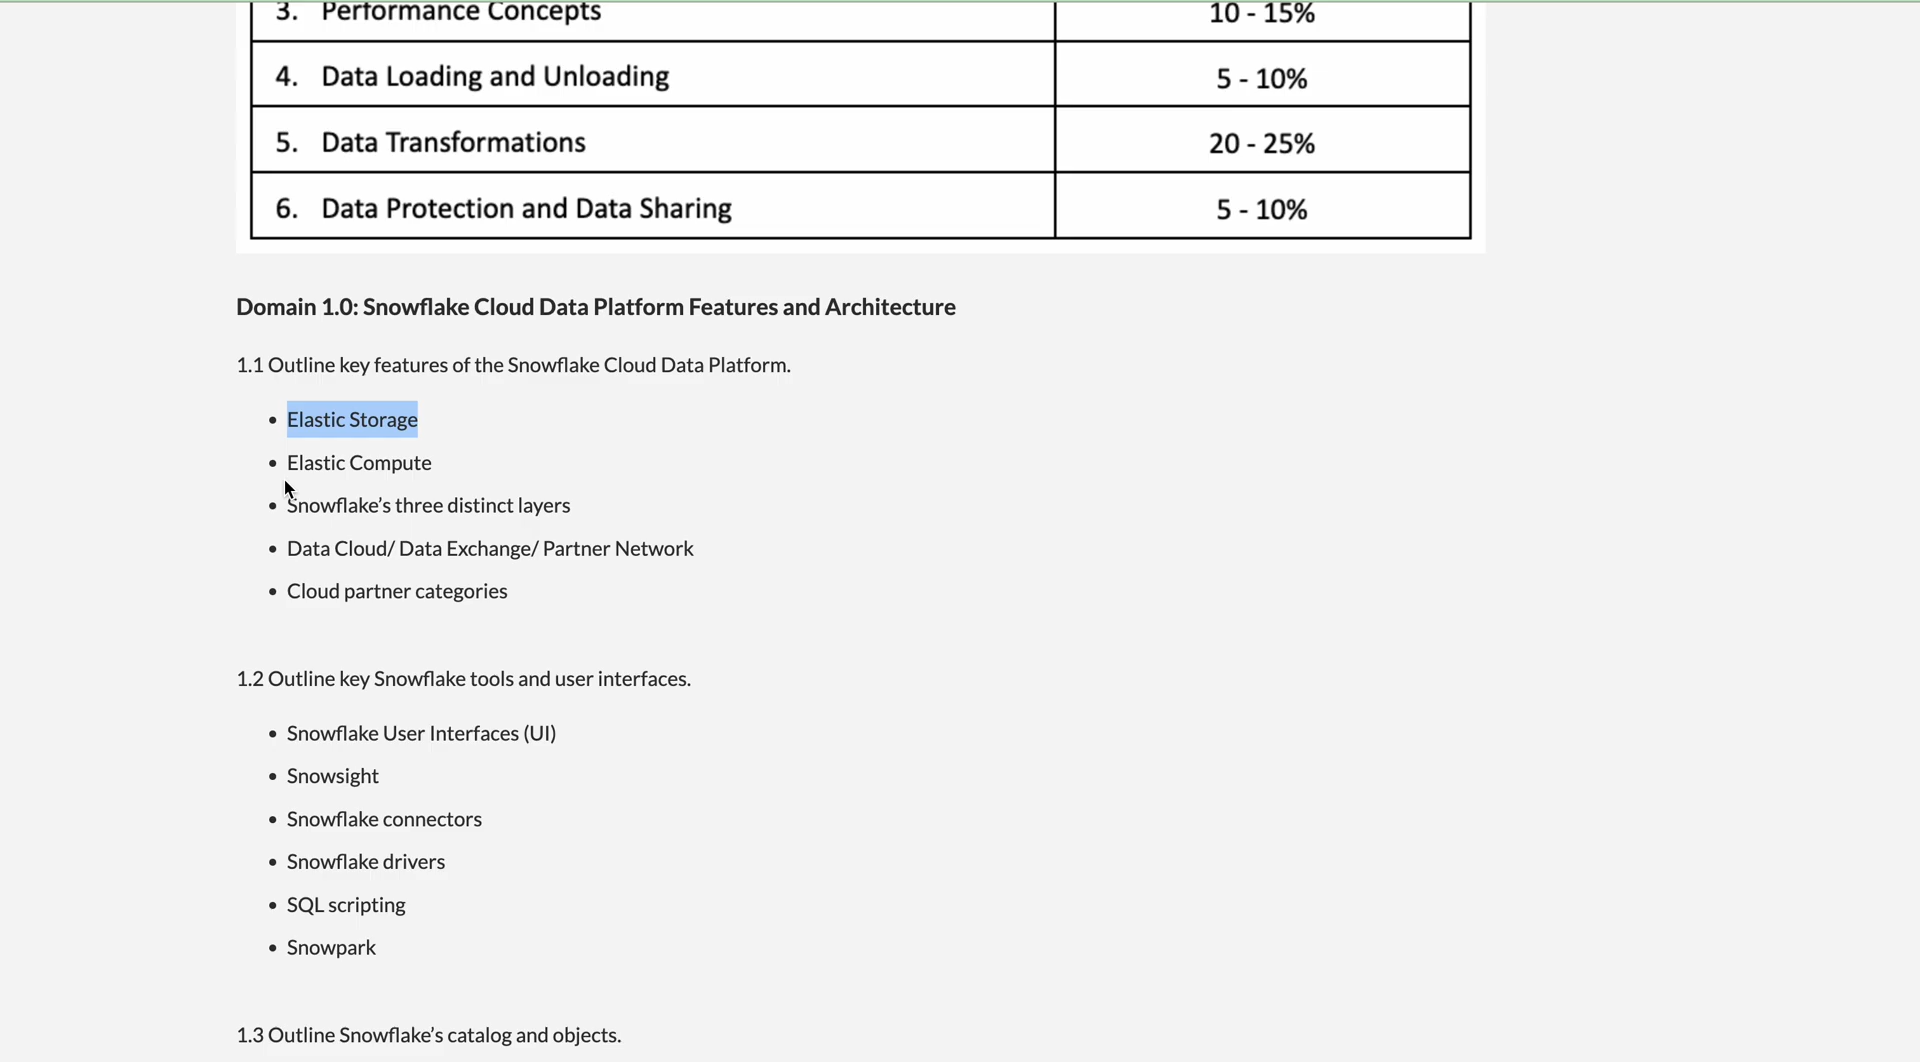 3. Performance Concepts 10 - 15%
4. Data Loading and Unloading 5 - 10%
5. Data Transformations 20 - 25%
6. Data Protection and Data Sharing 5 - 10%
Domain 1.0: Snowflake Cloud Data Platform Features and Architecture
1.1 Outline key features of the Snowflake Cloud Data Platform.
• Elastic Storage
• Elastic Compute
• Snowflake’s three distinct layers
• Data Cloud/ Data Exchange/ Partner Network
• Cloud partner categories
1.2 Outline key Snowflake tools and user interfaces.
• Snowflake User Interfaces (UI)
• Snowsight
• Snowflake connectors
• Snowflake drivers
• SQL scripting
• Snowpark
1.3 Outline Snowflake’s catalog and objects.